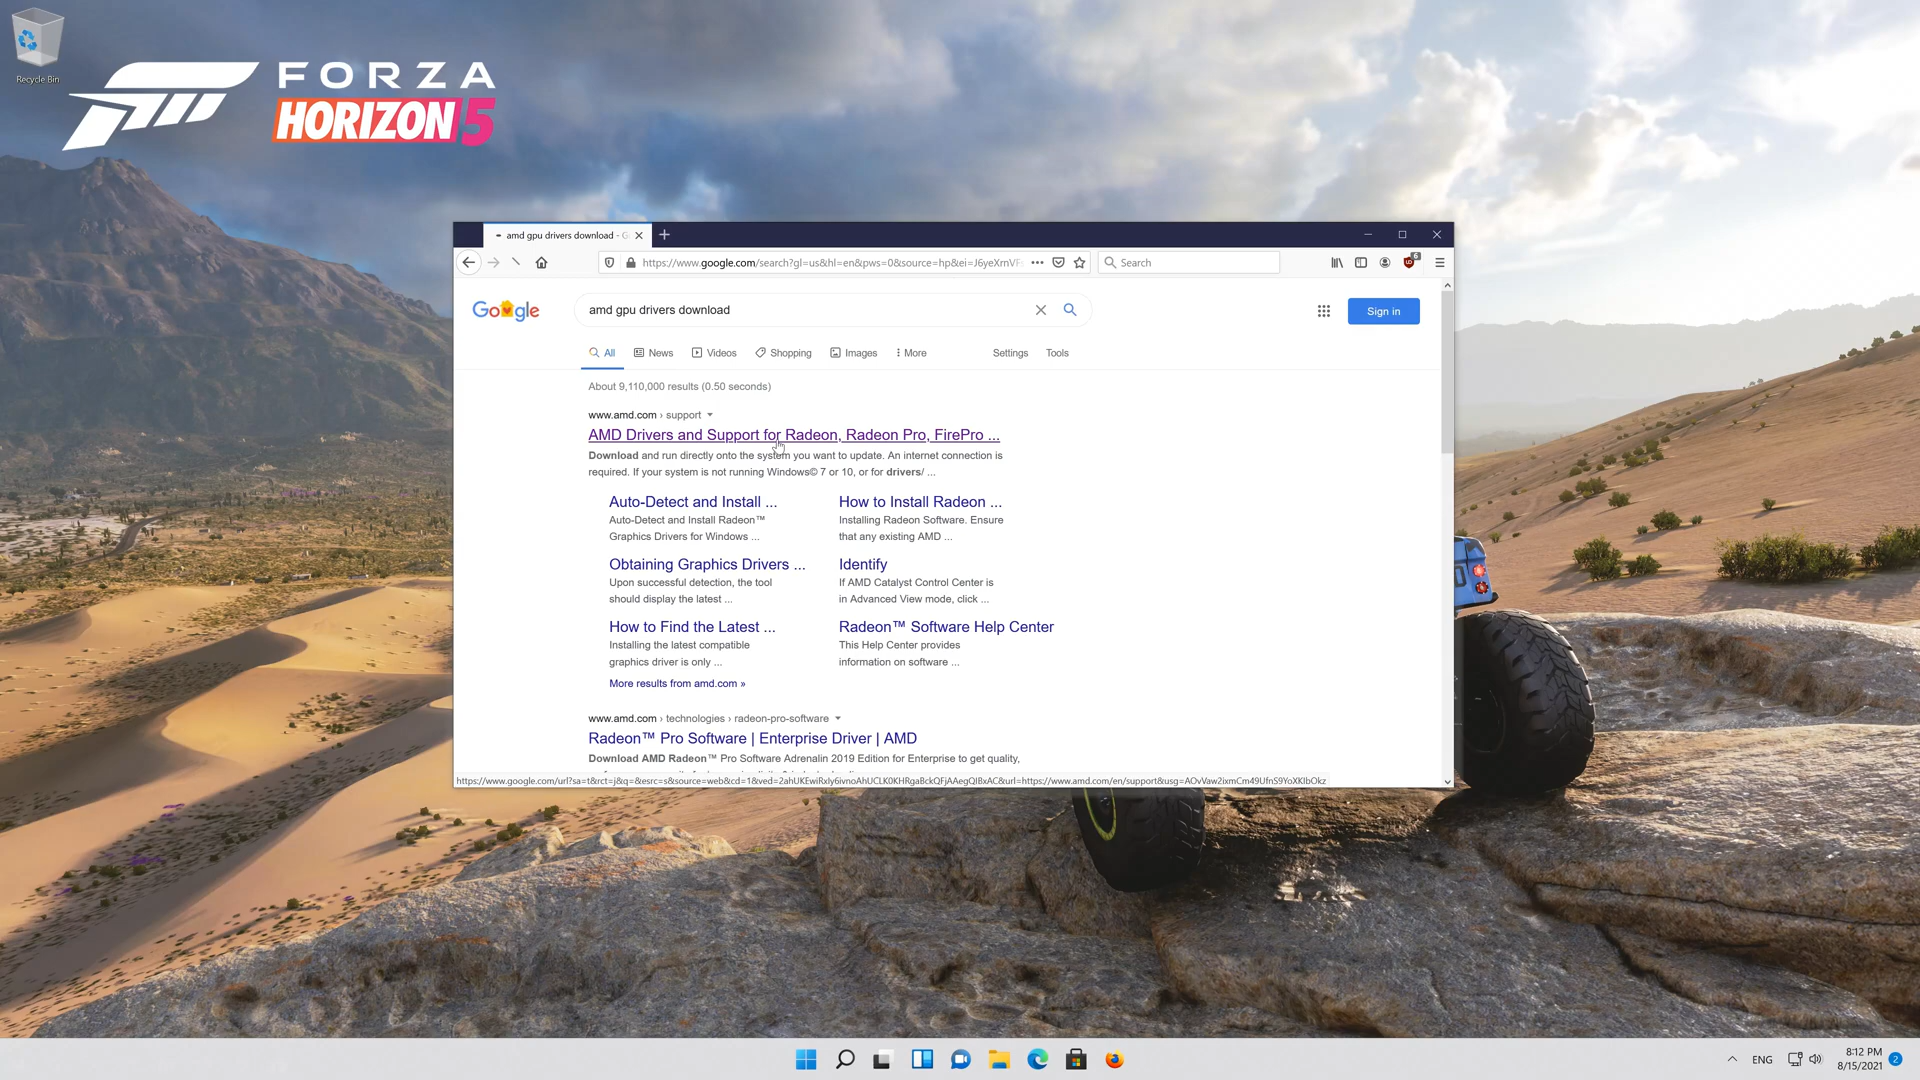 Recycle Bin
FORZA
HORIZON 5
amd gpu drivers download - G
https://www.google.com/search?gl=us&hl=en&pws=0&source=hp&ei=J6yeXrnVF
Search
6
Google
amd gpu drivers download
Sign in
All
News
Videos
Shopping
Images
More
Settings
Tools
About 9,110,000 results (0.50 seconds)
www.amd.com › support
AMD Drivers and Support for Radeon, Radeon Pro, FirePro ...
Download and run directly onto the system you want to update. An internet connection is
required. If your system is not running Windows© 7 or 10, or for drivers/ ...
Auto-Detect and Install ...
Auto-Detect and Install Radeon™
Graphics Drivers for Windows ...
How to Install Radeon ...
Installing Radeon Software. Ensure
that any existing AMD ...
Obtaining Graphics Drivers ...
Upon successful detection, the tool
should display the latest ...
Identify
If AMD Catalyst Control Center is
in Advanced View mode, click ...
How to Find the Latest ...
Installing the latest compatible
graphics driver is only ...
Radeon™ Software Help Center
This Help Center provides
information on software ...
More results from amd.com »
www.amd.com › technologies › radeon-pro-software
Radeon™ Pro Software | Enterprise Driver | AMD
Download AMD Radeon™ Pro Software Adrenalin 2019 Edition for Enterprise to get quality,
ENG
8:12 PM
8/15/2021
2